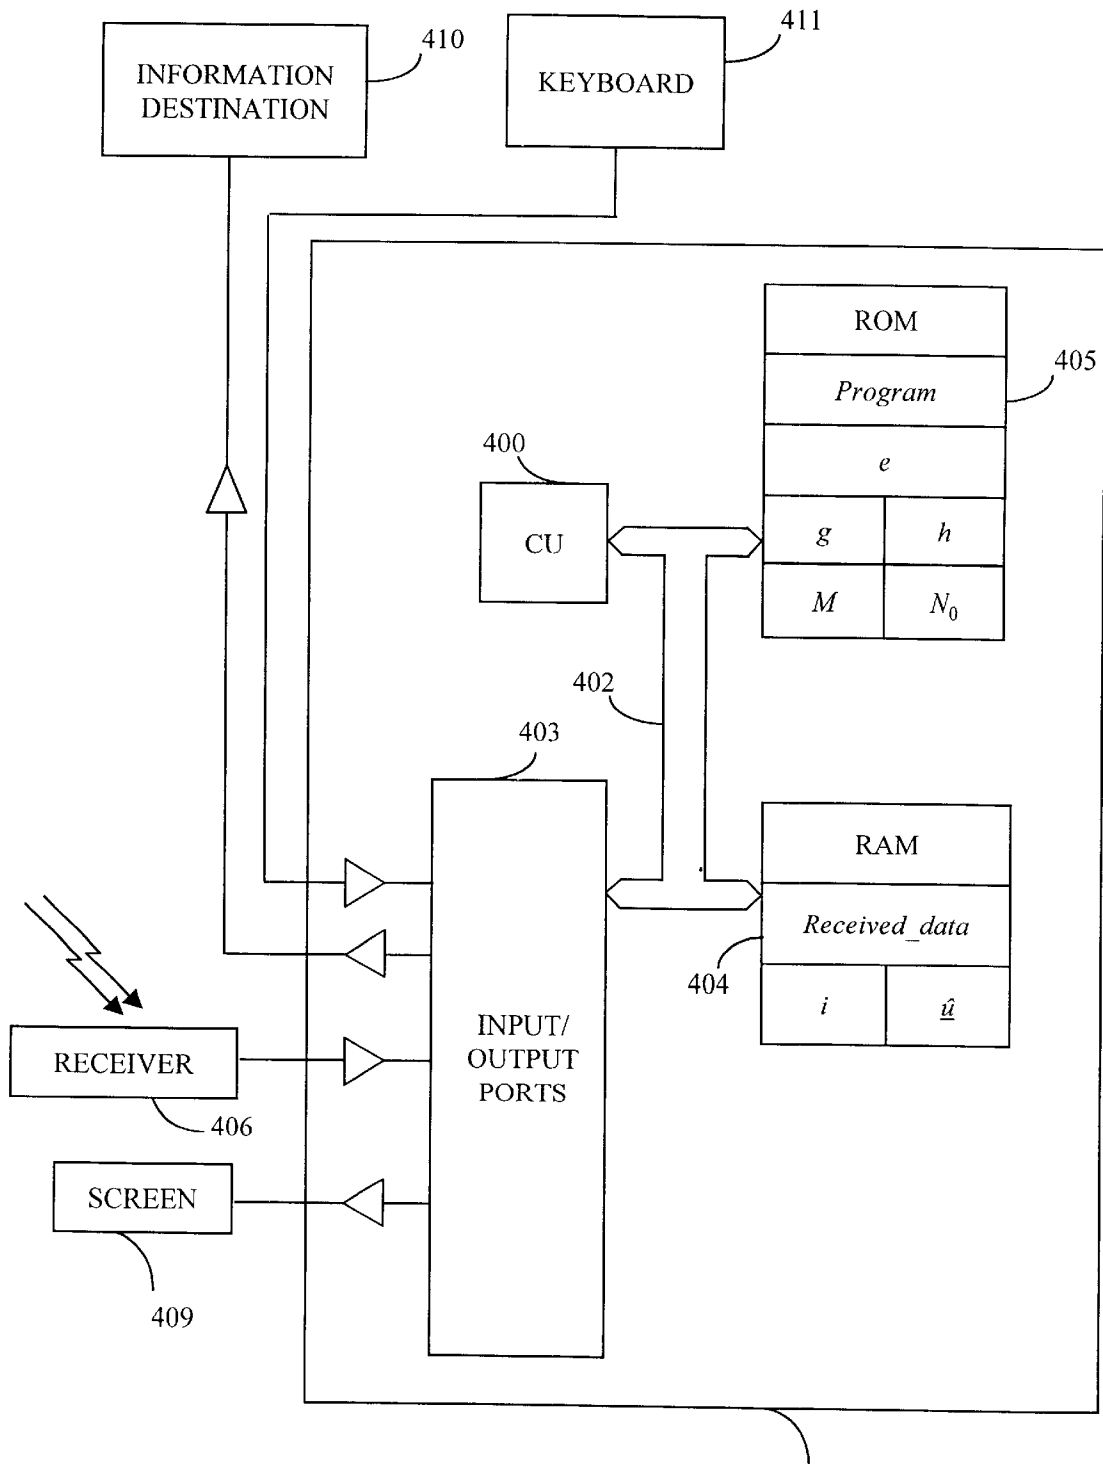 410
411
INFORMATION
DESTINATION
KEYBOARD
ROM
Program
405
e
g h
M N₀
400
CU
402
403
RAM
Received_data
404
i û
INPUT/
OUTPUT
PORTS
RECEIVER
406
SCREEN
409